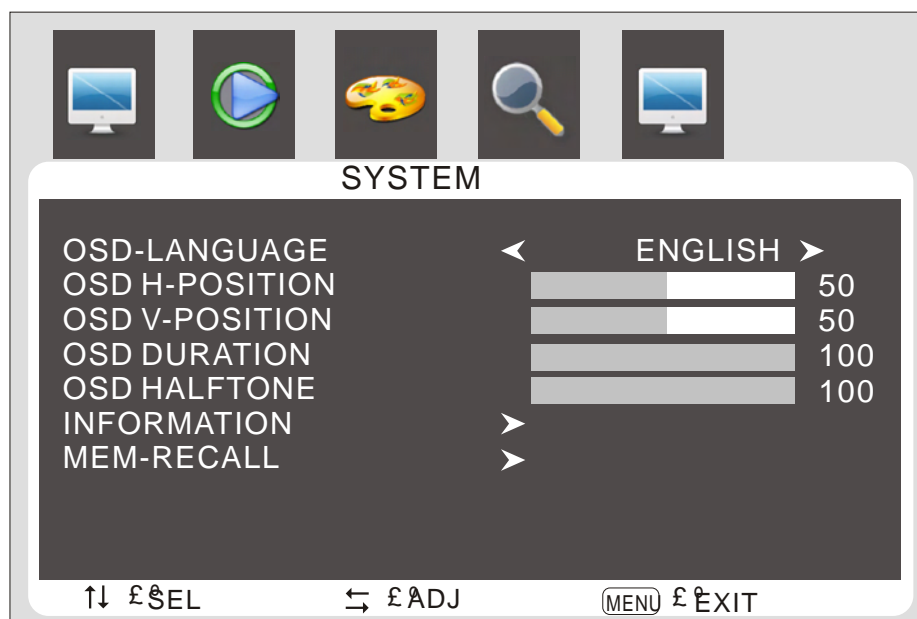 SYSTEM
OSD-LANGUAGE ENGLISH
OSD H-POSITION 50
OSD V-POSITION 50
OSD DURATION 100
OSD HALFTONE 100
INFORMATION
MEM-RECALL
↑↓ £ SEL ⇆ £ ADJ MENU £ EXIT